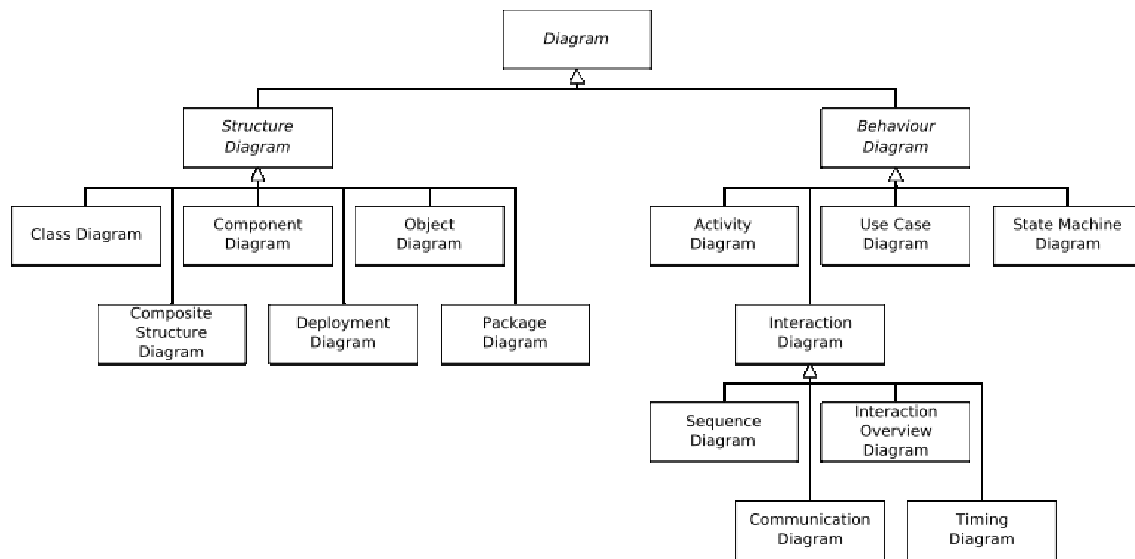 Diagram
Structure
Diagram
Behaviour
Diagram
Class Diagram
Component
Diagram
Object
Diagram
Activity
Diagram
Use Case
Diagram
State Machine
Diagram
Composite
Structure
Diagram
Deployment
Diagram
Package
Diagram
Interaction
Diagram
Sequence
Diagram
Interaction
Overview
Diagram
Communication
Diagram
Timing
Diagram